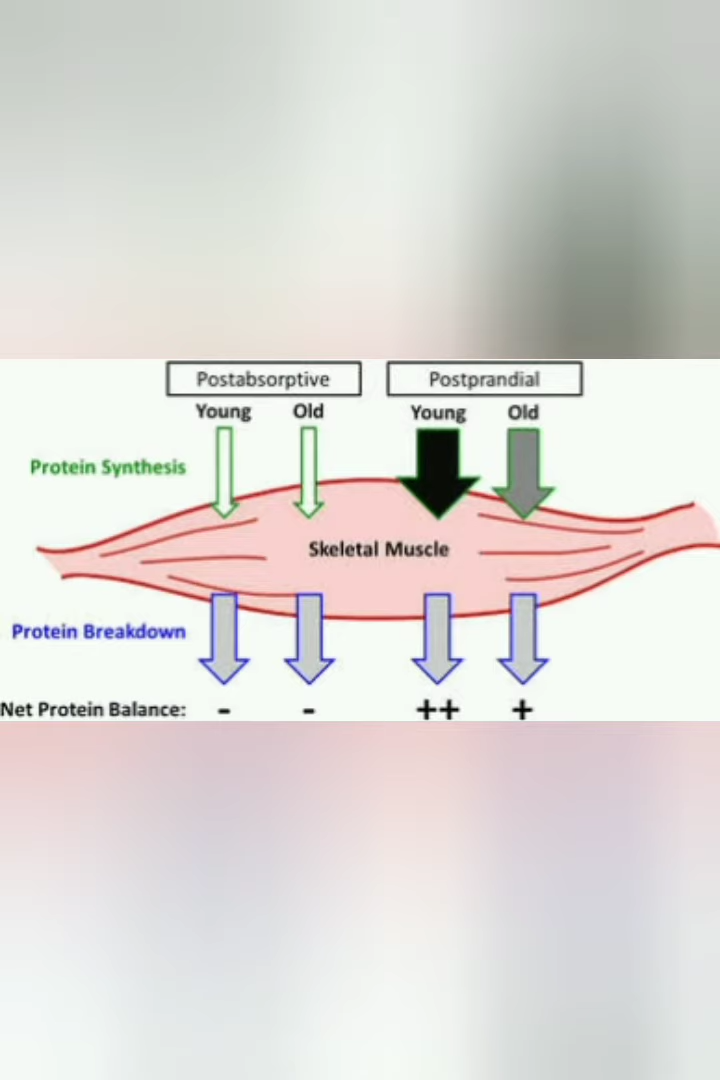 Postabsorptive
Postprandial
Young
Old
Young
Old
Protein Synthesis
Skeletal Muscle
Protein Breakdown
Net Protein Balance:
-
-
++
+